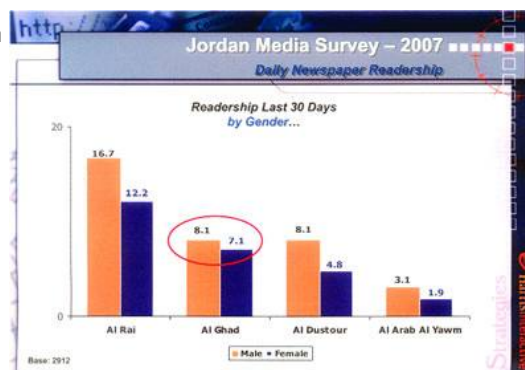 http
Jordan Media Survey – 2007
Daily Newspaper Readership
Readership Last 30 Days
by Gender...
20
16.7
12.2
8.1
7.1
8.1
4.8
3.1
1.9
0
Al Rai
Al Ghad
Al Dustour
Al Arab Al Yawm
Male
Female
Base: 2912
Strategies
HarrisInteractive